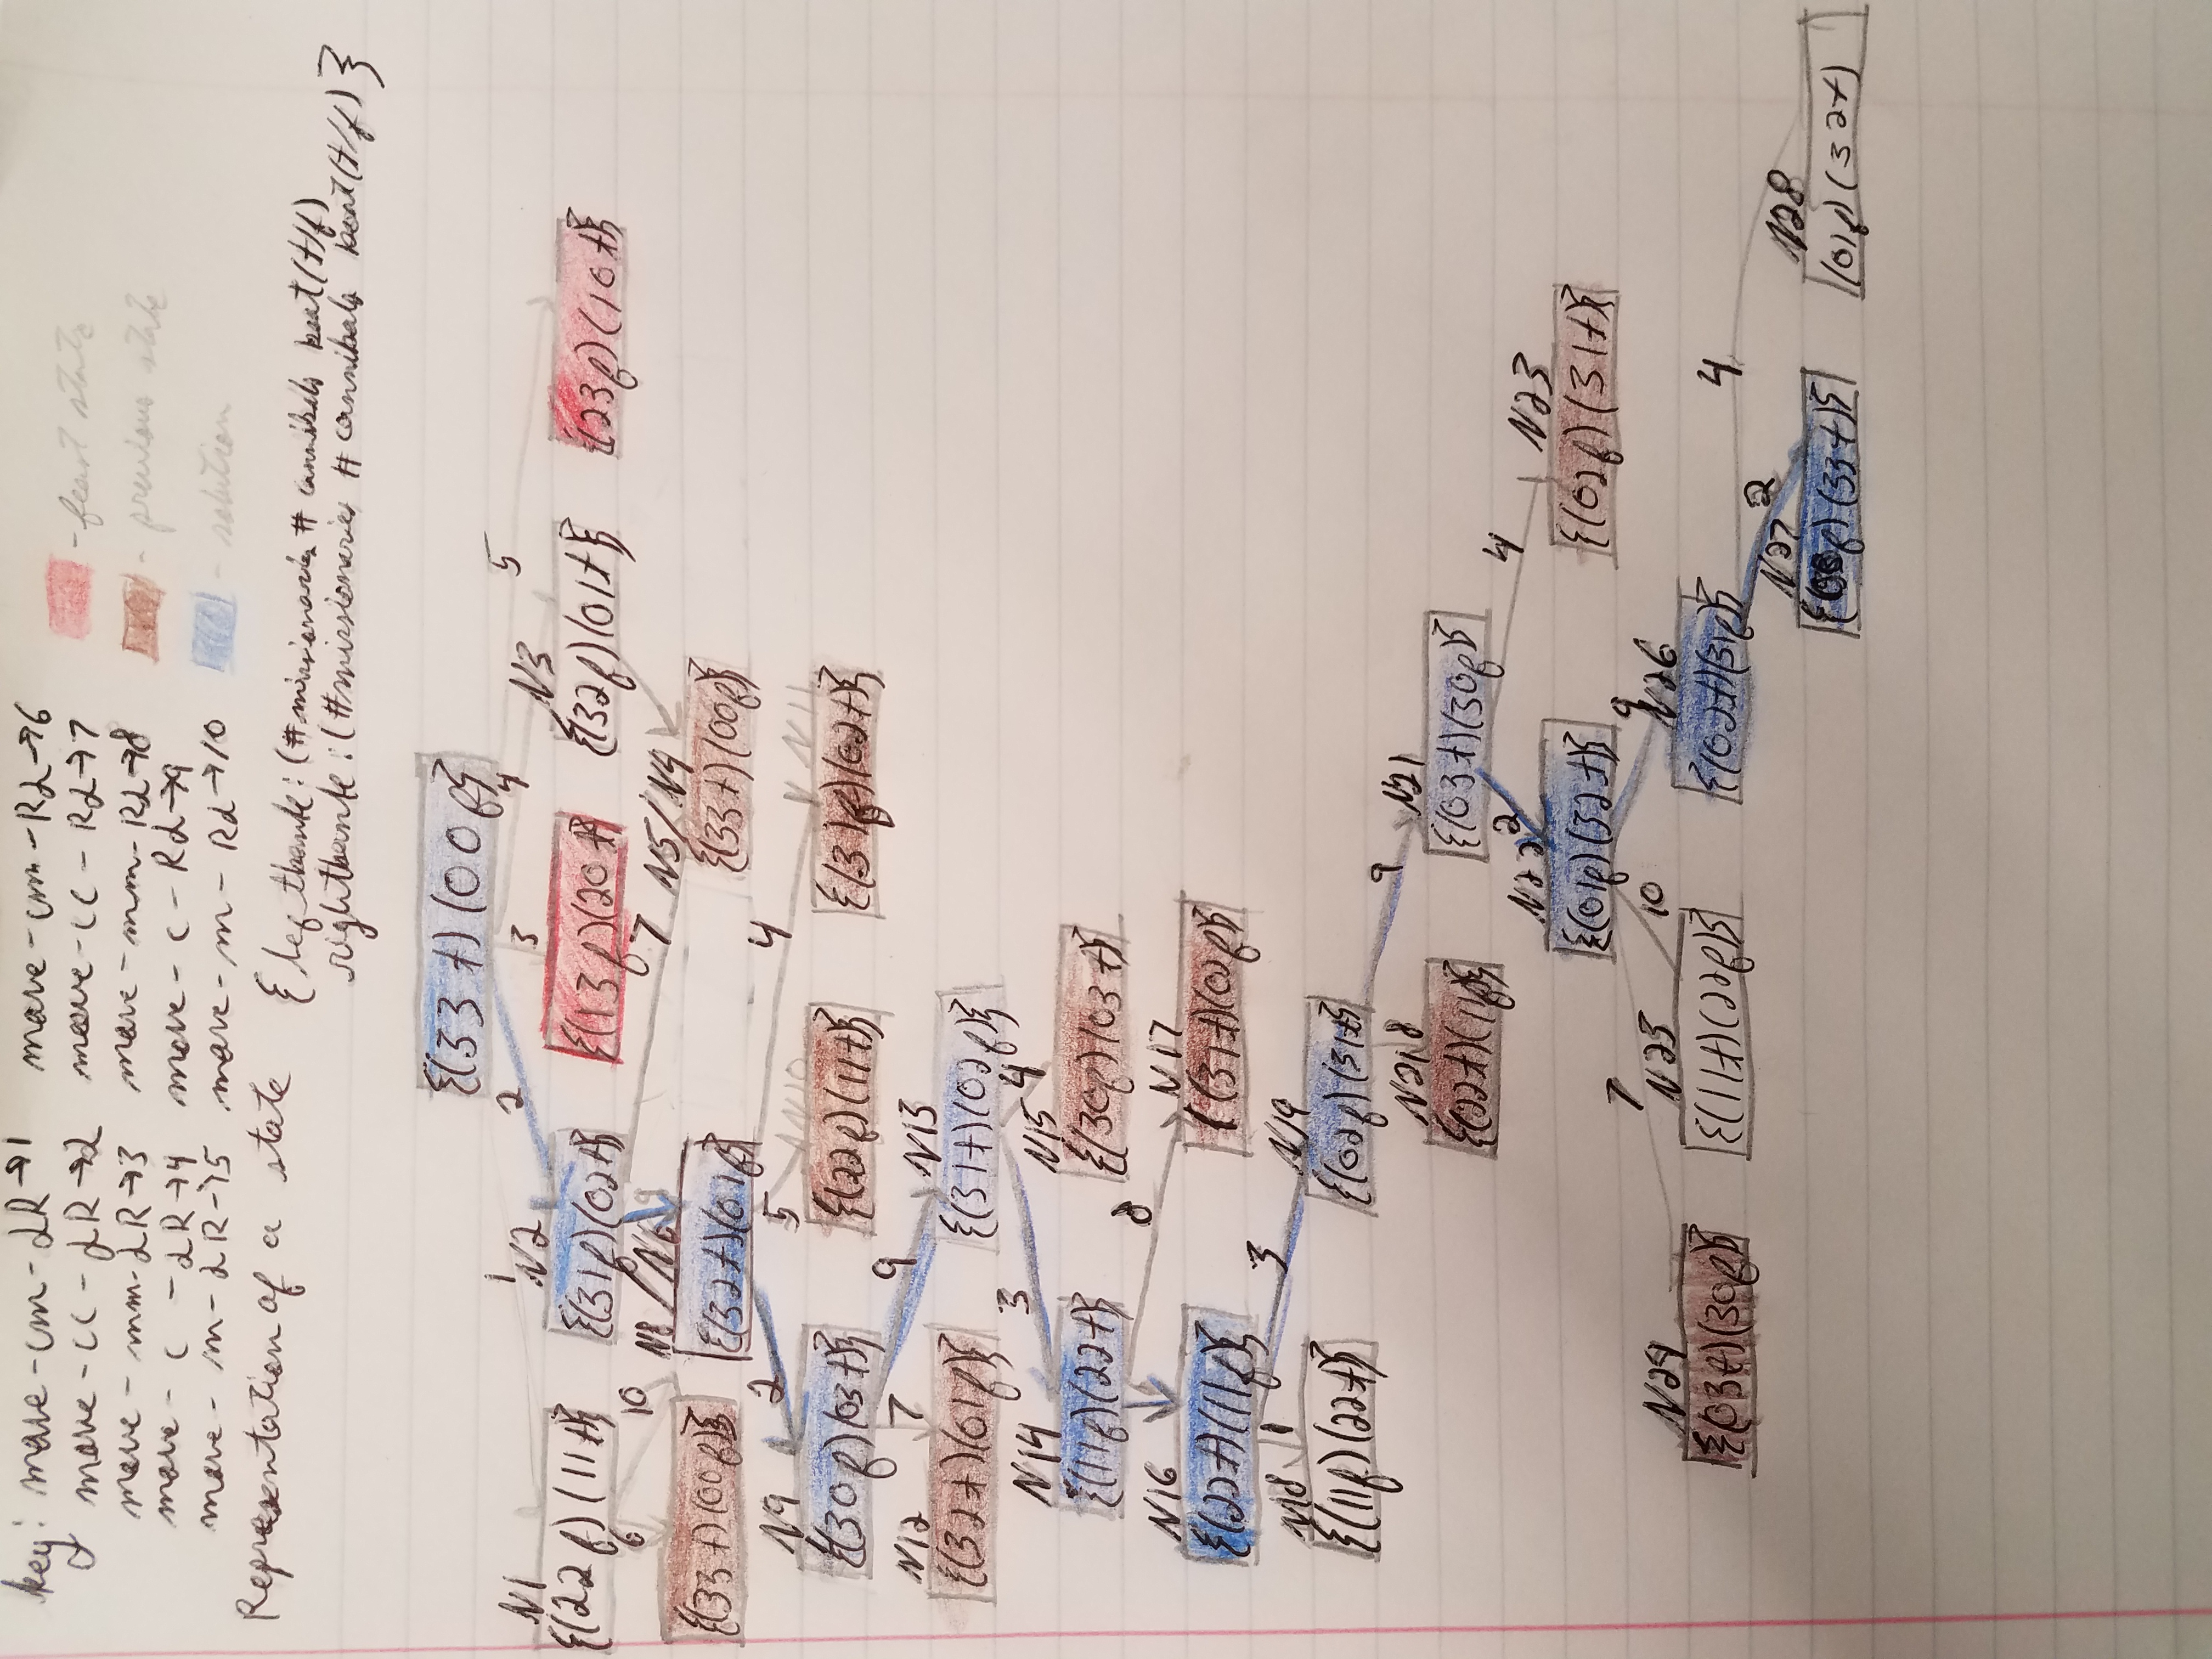 key: move-cm-LR→1 move-cm-RL→6
move-cc-LR→2 move-cc-RL→7 -feast state
move-mm-LR→3 move-mm-RL→8 - previous state
move-c-LR→4 move-c-RL→9
move-m-LR→5 move-m-RL→10 - solution
Representation of a state {leftbank:(#missionaries # cannibals boat(t/f)
rightbank:(#missionaries #cannibals boat(t/f)}
{(33t)(00f}
1 2 3 4 5
N1 N2 N3
{(22f)(11t} {(31f)(02t} {(13f)(20t} {(32f)(01t} {(23f)(10t}
6 10 9 7
N8/N6 N5/N4
{(33t)(00f)} {(32t)(01f} {(33t)(00f)}
2 5 4
N9 N10 N11
{(30f)(03t)} {(22f)(11t)} {(31f)(02t)}
7 9
N12 N13
{(32t)(01f)} {(31t)(02f)}
3 4
N14 N15
{(11f)(22t} {(30f)(03t}
8
N16 N17
{(22t)(11f} (31t)(02f)}
1 3
N18 N19
{(11f)(22t)} {(02f)(31t}
8 9
N21 N21
{(22t)(11f)} {(03t)(30f)}
2 4
N22 N23
{(01f)(32t)} {(02f)(31t)}
7 10 9
N24 N25 N26
{(03t)(30f)} {(11t)(22f)} {(02t)(31f)}
2 4
N27 N28
{(00f)(33t)} (01f)(32t)